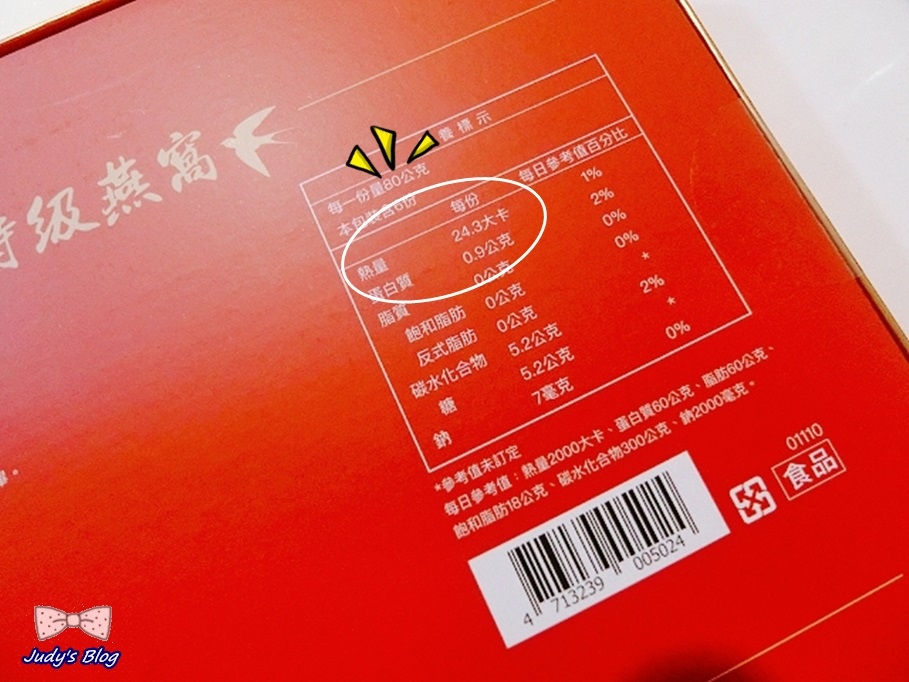 特级燕窩
養標示
每一份量80公克
本包裝含6份
每份 每日參考值百分比
熱量 24.3大卡 1%
蛋白質 0.9公克 2%
脂質 0公克 0%
飽和脂肪 0公克 0%
反式脂肪 0公克 *
碳水化合物 5.2公克 2%
糖 5.2公克 *
鈉 7毫克 0%
*參考值未訂定
每日參考值：熱量2000大卡、蛋白質60公克、脂肪60公克、
飽和脂肪18公克、碳水化合物300公克、鈉2000毫克。
01110
食品
4 713239 005024
Judy's Blog